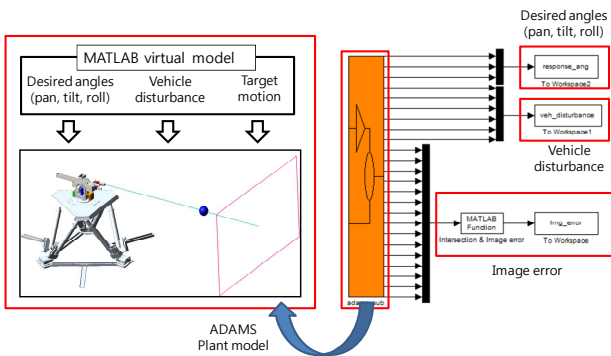 MATLAB virtual model
Desired angles
(pan, tilt, roll)
Vehicle
disturbance
Target
motion
ADAMS
Plant model
adams_sub
Desired angles
(pan, tilt, roll)
response_ang
To Workspace2
veh_disturbance
To Workspace1
Vehicle
disturbance
MATLAB
Function
Intersection & Image error
Img_error
To Workspace
Image error